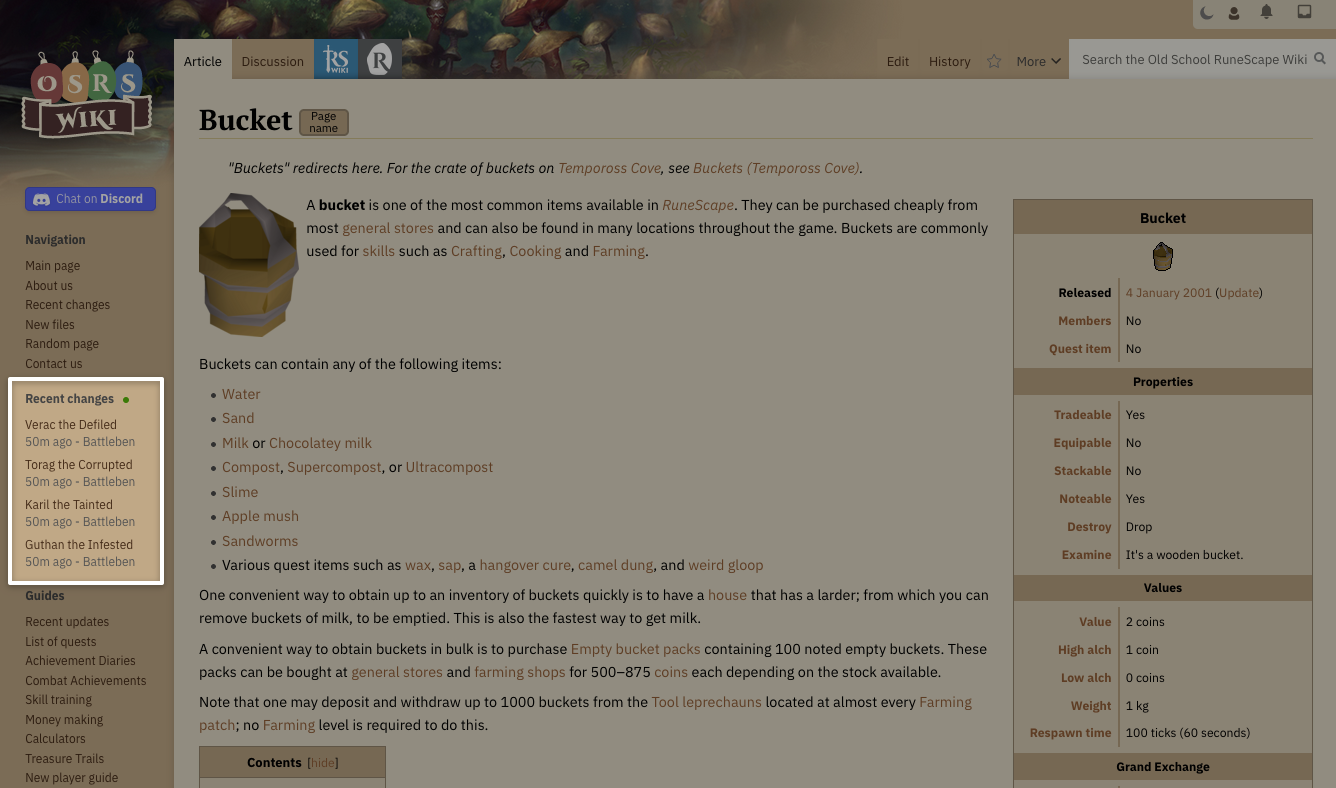 OSRS
WIKI
Chat on Discord
Navigation
Main page
About us
Recent changes
New files
Random page
Contact us
Recent changes
Verac the Defiled
50m ago - Battleben
Torag the Corrupted
50m ago - Battleben
Karil the Tainted
50m ago - Battleben
Guthan the Infested
50m ago - Battleben
Guides
Recent updates
List of quests
Achievement Diaries
Combat Achievements
Skill training
Money making
Calculators
Treasure Trails
New player guide
Article
Discussion
RS
WIKI
R
Edit
History
More
Search the Old School RuneScape Wiki
Bucket
Page
name
"Buckets" redirects here. For the crate of buckets on Tempoross Cove, see Buckets (Tempoross Cove).
A bucket is one of the most common items available in RuneScape. They can be purchased cheaply from
most general stores and can also be found in many locations throughout the game. Buckets are commonly
used for skills such as Crafting, Cooking and Farming.
Buckets can contain any of the following items:
• Water
• Sand
• Milk or Chocolatey milk
• Compost, Supercompost, or Ultracompost
• Slime
• Apple mush
• Sandworms
• Various quest items such as wax, sap, a hangover cure, camel dung, and weird gloop
One convenient way to obtain up to an inventory of buckets quickly is to have a house that has a larder; from which you can
remove buckets of milk, to be emptied. This is also the fastest way to get milk.
A convenient way to obtain buckets in bulk is to purchase Empty bucket packs containing 100 noted empty buckets. These
packs can be bought at general stores and farming shops for 500–875 coins each depending on the stock available.
Note that one may deposit and withdraw up to 1000 buckets from the Tool leprechauns located at almost every Farming
patch; no Farming level is required to do this.
Contents [hide]
Bucket
Released 4 January 2001 (Update)
Members No
Quest item No
Properties
Tradeable Yes
Equipable No
Stackable No
Noteable Yes
Destroy Drop
Examine It's a wooden bucket.
Values
Value 2 coins
High alch 1 coin
Low alch 0 coins
Weight 1 kg
Respawn time 100 ticks (60 seconds)
Grand Exchange